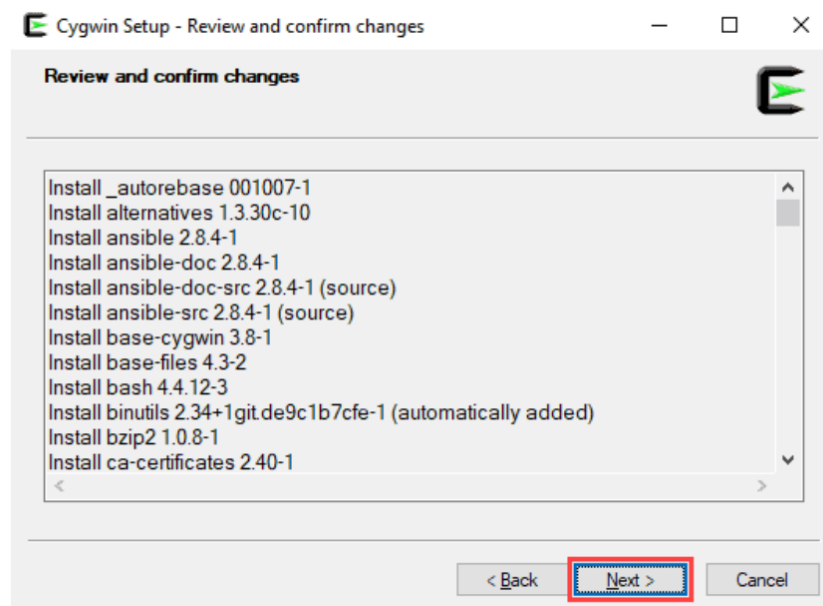 Cygwin Setup - Review and confirm changes
Review and confirm changes
Install _autorebase 001007-1
Install alternatives 1.3.30c-10
Install ansible 2.8.4-1
Install ansible-doc 2.8.4-1
Install ansible-doc-src 2.8.4-1 (source)
Install ansible-src 2.8.4-1 (source)
Install base-cygwin 3.8-1
Install base-files 4.3-2
Install bash 4.4.12-3
Install binutils 2.34+1git.de9c1b7cfe-1 (automatically added)
Install bzip2 1.0.8-1
Install ca-certificates 2.40-1
< Back Next > Cancel